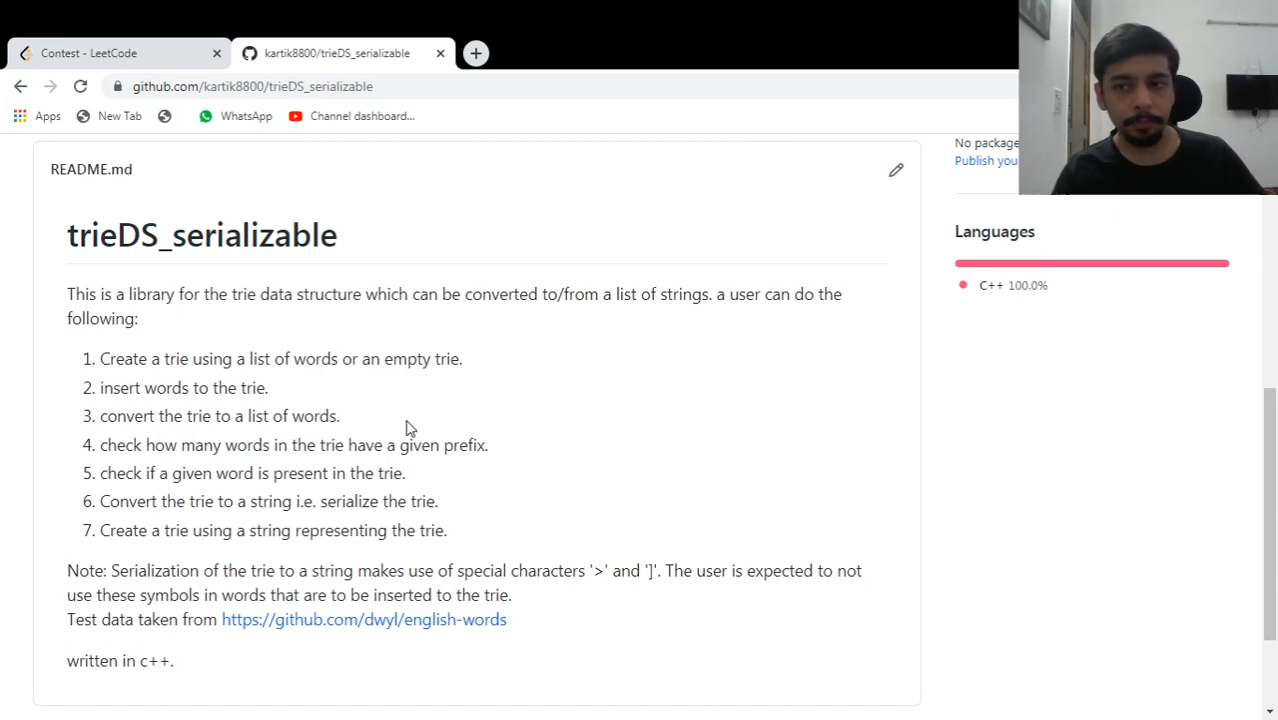 Contest - LeetCode
kartik8800/trieDS_serializable
github.com/kartik8800/trieDS_serializable
Apps
New Tab
WhatsApp
Channel dashboard...
README.md
No package
Publish you
trieDS_serializable
Languages
C++ 100.0%
This is a library for the trie data structure which can be converted to/from a list of strings. a user can do the
following:
1. Create a trie using a list of words or an empty trie.
2. insert words to the trie.
3. convert the trie to a list of words.
4. check how many words in the trie have a given prefix.
5. check if a given word is present in the trie.
6. Convert the trie to a string i.e. serialize the trie.
7. Create a trie using a string representing the trie.
Note: Serialization of the trie to a string makes use of special characters '>' and ']'. The user is expected to not
use these symbols in words that are to be inserted to the trie.
Test data taken from https://github.com/dwyl/english-words
written in c++.